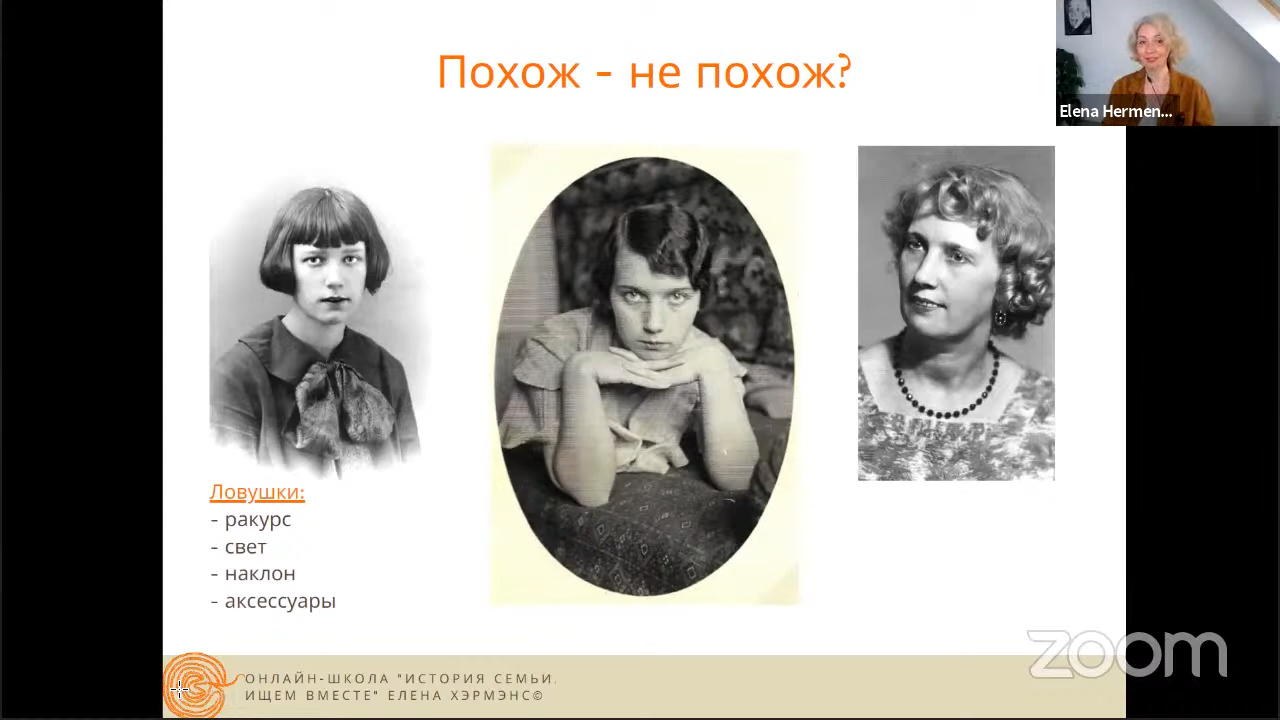 Похож - не похож?
Elena Hermen...
Ловушки:
- ракурс
- свет
- наклон
- аксессуары
ОНЛАЙН-ШКОЛА "ИСТОРИЯ СЕМЬИ.
ИЩЕМ ВМЕСТЕ" ЕЛЕНА ХЭРМЭНС©
zoom